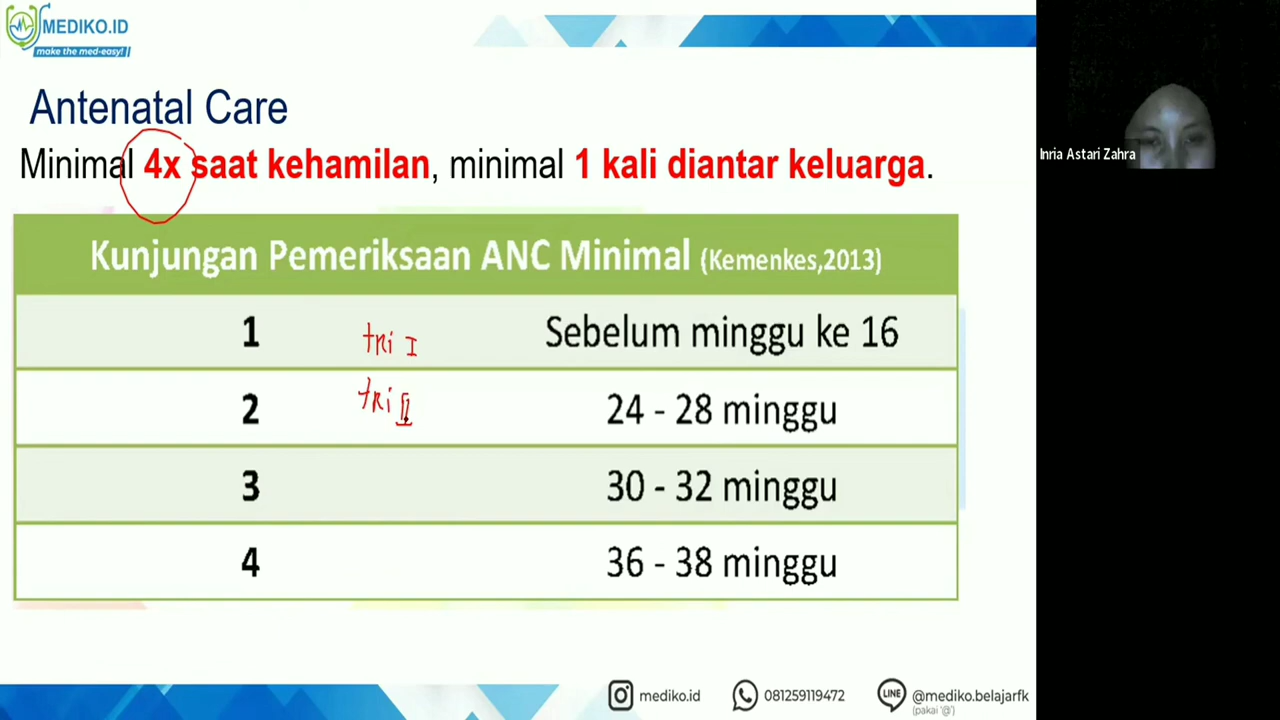 MEDIKO.ID
make the med-easy!
Antenatal Care
Minimal 4x saat kehamilan, minimal 1 kali diantar keluarga.
Kunjungan Pemeriksaan ANC Minimal (Kemenkes,2013)
1 tri I Sebelum minggu ke 16
2 tri II 24 - 28 minggu
3 30 - 32 minggu
4 36 - 38 minggu
Inria Astari Zahra
mediko.id 081259119472 LINE @mediko.belajarfk
(pakai '@')